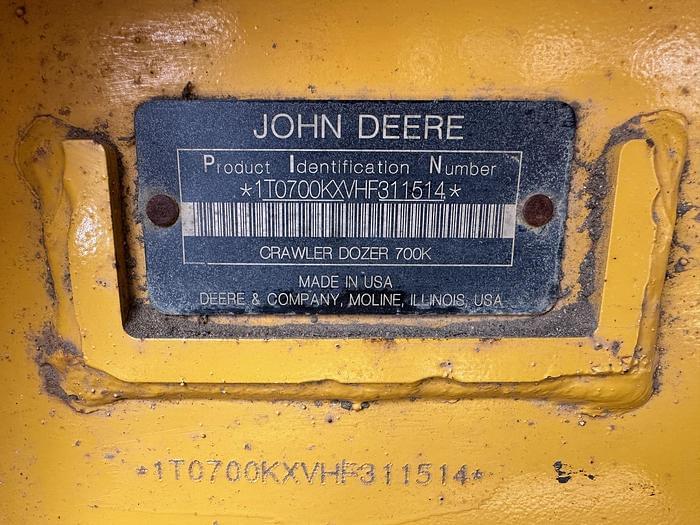 JOHN DEERE
Product Identification Number
*1T0700KXVHF311514*
CRAWLER DOZER 700K
MADE IN USA
DEERE & COMPANY, MOLINE, ILLINOIS, USA
*1T0700KXVHF311514*